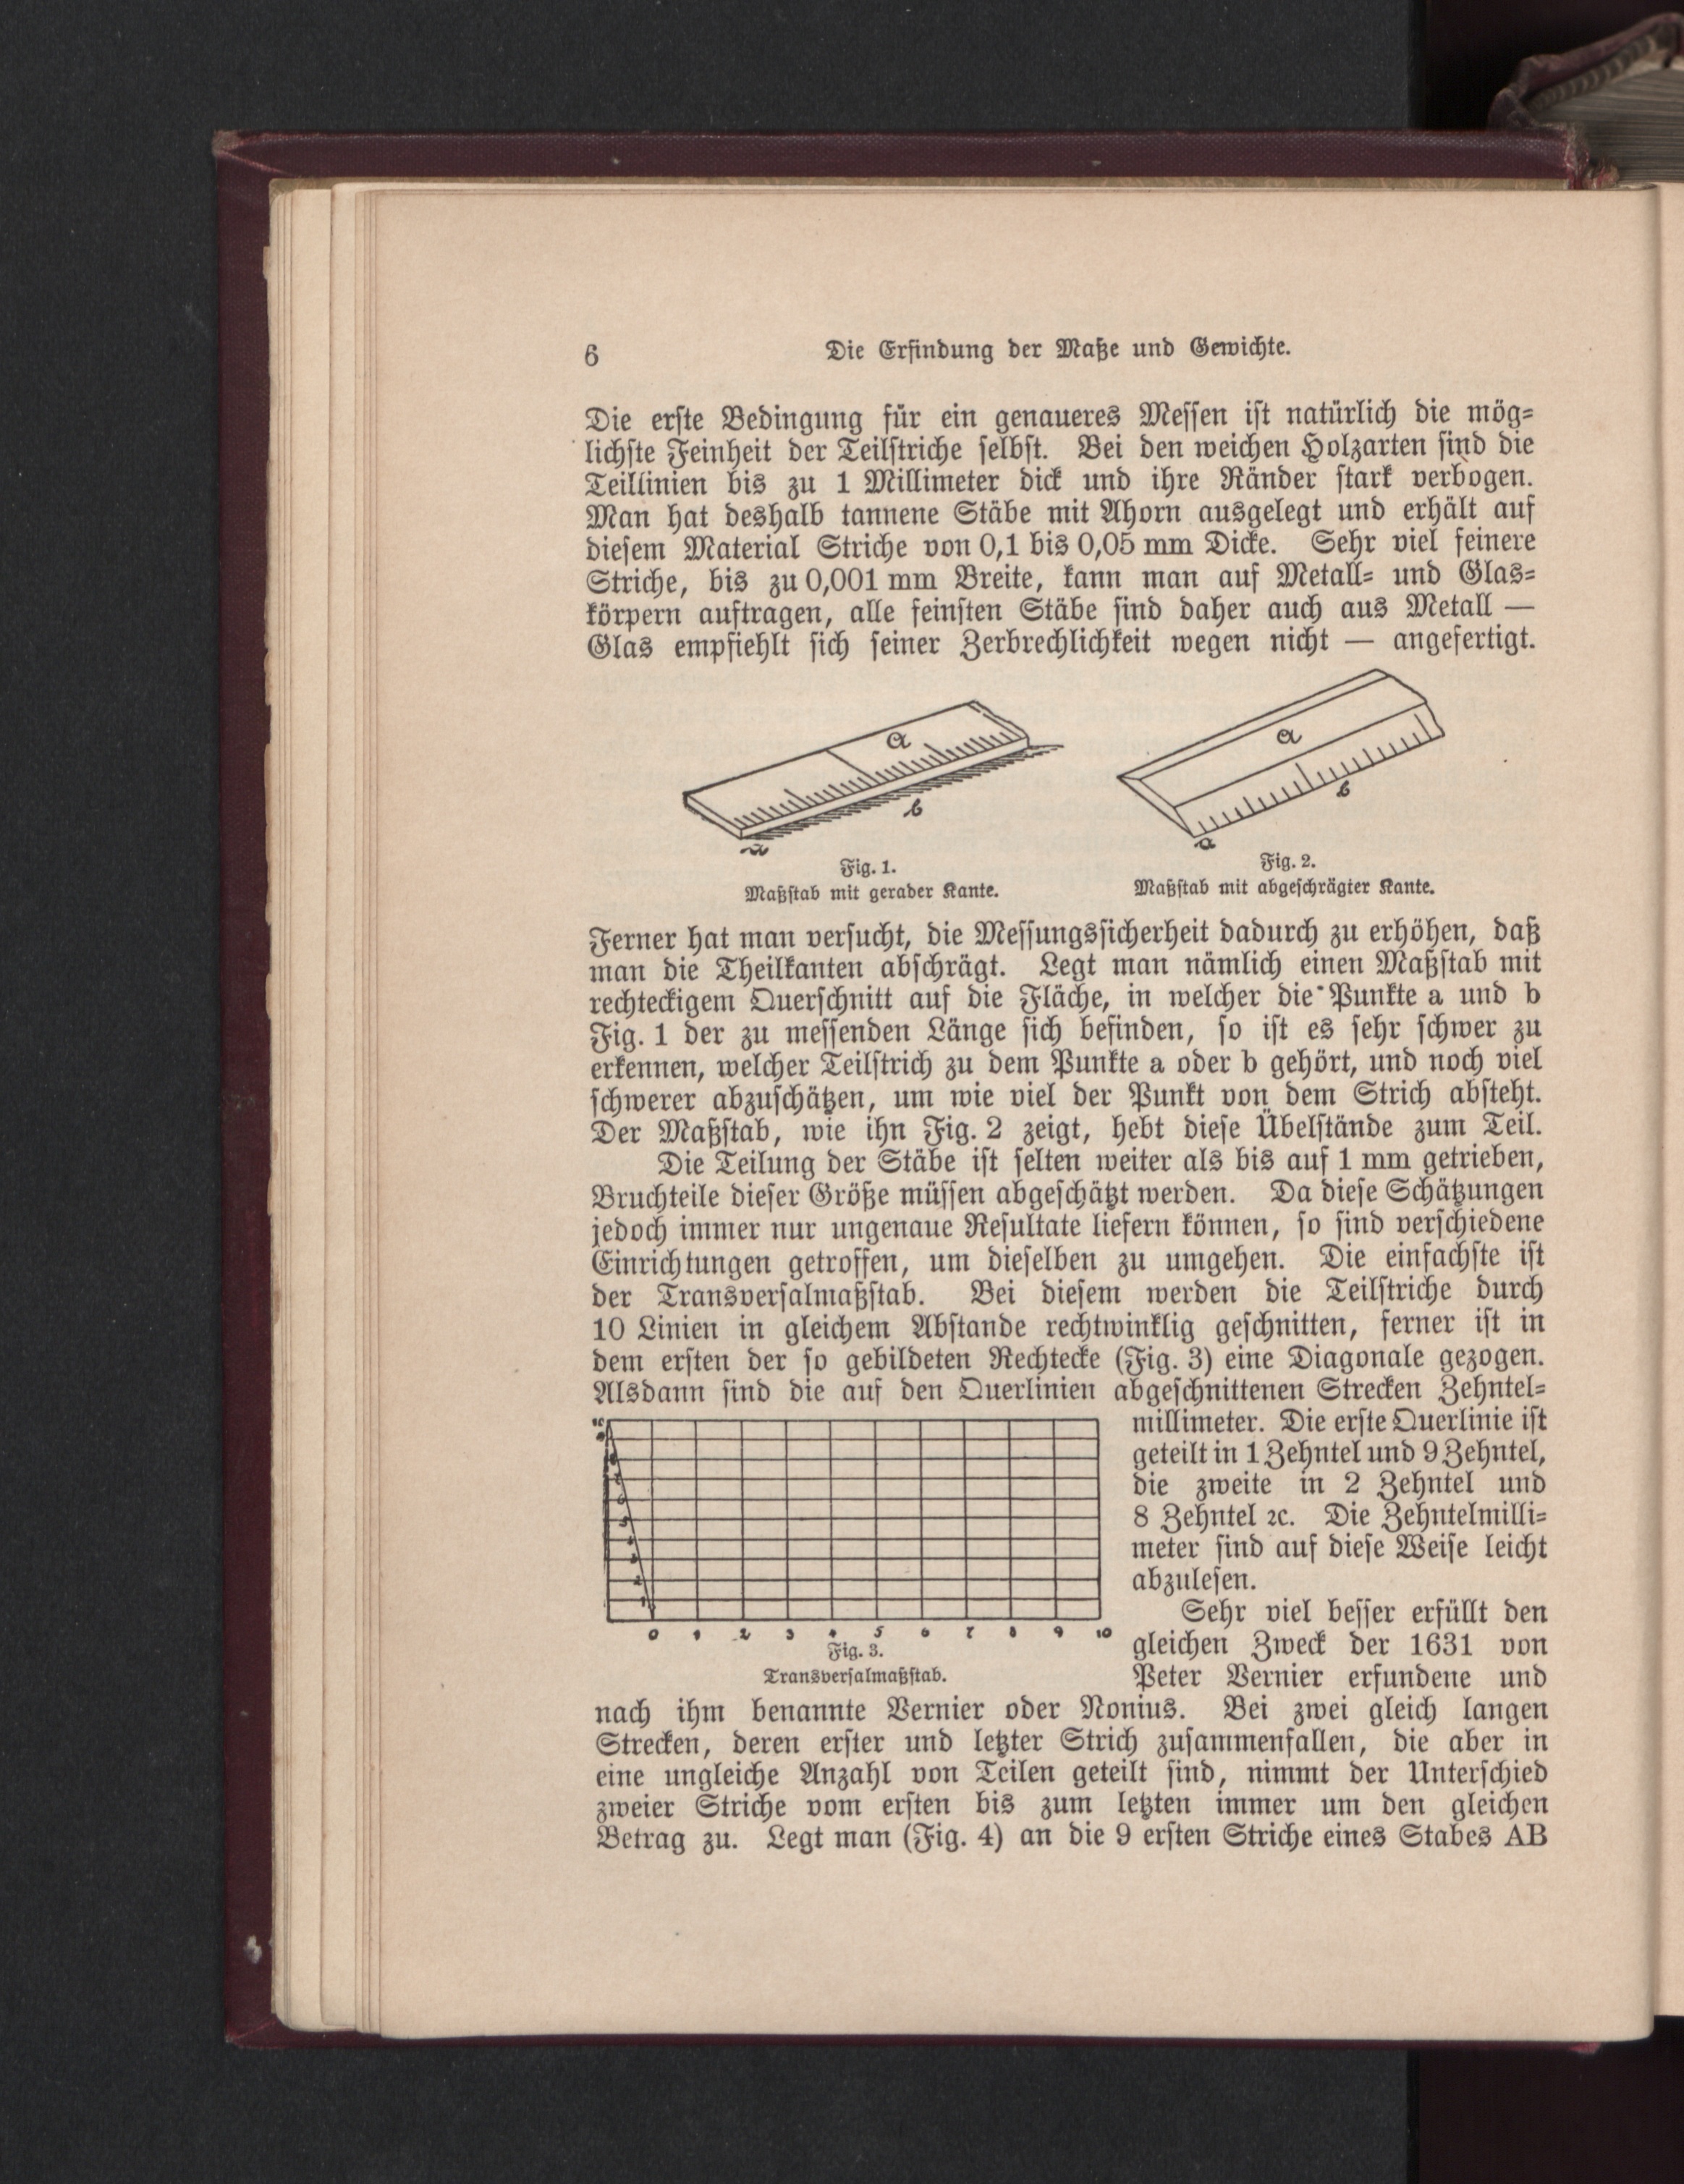 6
Die Erfindung der Maße und Gewichte.
Die erste Bedingung für ein genaueres Messen ist natürlich die mög-
lichste Feinheit der Teilstriche selbst. Bei den weichen Holzarten sind die
Teillinien bis zu 1 Millimeter dick und ihre Ränder stark verbogen.
Man hat deshalb tannene Stäbe mit Ahorn ausgelegt und erhält auf
diesem Material Striche von 0,1 bis 0,05 mm Dicke. Sehr viel feinere
Striche, bis zu 0,001 mm Breite, kann man auf Metall- und Glas-
körpern auftragen, alle feinsten Stäbe sind daher auch aus Metall —
Glas empfiehlt sich seiner Zerbrechlichkeit wegen nicht — angefertigt.
a
b
a
Fig. 1.
Maßstab mit gerader Kante.
a
b
a
Fig. 2.
Maßstab mit abgeschrägter Kante.
Ferner hat man versucht, die Messungssicherheit dadurch zu erhöhen, daß
man die Theilkanten abschrägt. Legt man nämlich einen Maßstab mit
rechteckigem Querschnitt auf die Fläche, in welcher die Punkte a und b
Fig. 1 der zu messenden Länge sich befinden, so ist es sehr schwer zu
erkennen, welcher Teilstrich zu dem Punkte a oder b gehört, und noch viel
schwerer abzuschätzen, um wie viel der Punkt von dem Strich absteht.
Der Maßstab, wie ihn Fig. 2 zeigt, hebt diese Übelstände zum Teil.
Die Teilung der Stäbe ist selten weiter als bis auf 1 mm getrieben,
Bruchteile dieser Größe müssen abgeschätzt werden. Da diese Schätzungen
jedoch immer nur ungenaue Resultate liefern können, so sind verschiedene
Einrichtungen getroffen, um dieselben zu umgehen. Die einfachste ist
der Transversalmaßstab. Bei diesem werden die Teilstriche durch
10 Linien in gleichem Abstande rechtwinklig geschnitten, ferner ist in
dem ersten der so gebildeten Rechtecke (Fig. 3) eine Diagonale gezogen.
Alsdann sind die auf den Querlinien abgeschnittenen Strecken Zehntel-
millimeter. Die erste Querlinie ist
geteilt in 1 Zehntel und 9 Zehntel,
die zweite in 2 Zehntel und
8 Zehntel ꝛc. Die Zehntelmilli-
meter sind auf diese Weise leicht
abzulesen.
0 1 2 3 4 5 6 7 8 9 10
Fig. 3.
Transversalmaßstab.
Sehr viel besser erfüllt den
gleichen Zweck der 1631 von
Peter Vernier erfundene und
nach ihm benannte Vernier oder Nonius. Bei zwei gleich langen
Strecken, deren erster und letzter Strich zusammenfallen, die aber in
eine ungleiche Anzahl von Teilen geteilt sind, nimmt der Unterschied
zweier Striche vom ersten bis zum letzten immer um den gleichen
Betrag zu. Legt man (Fig. 4) an die 9 ersten Striche eines Stabes AB